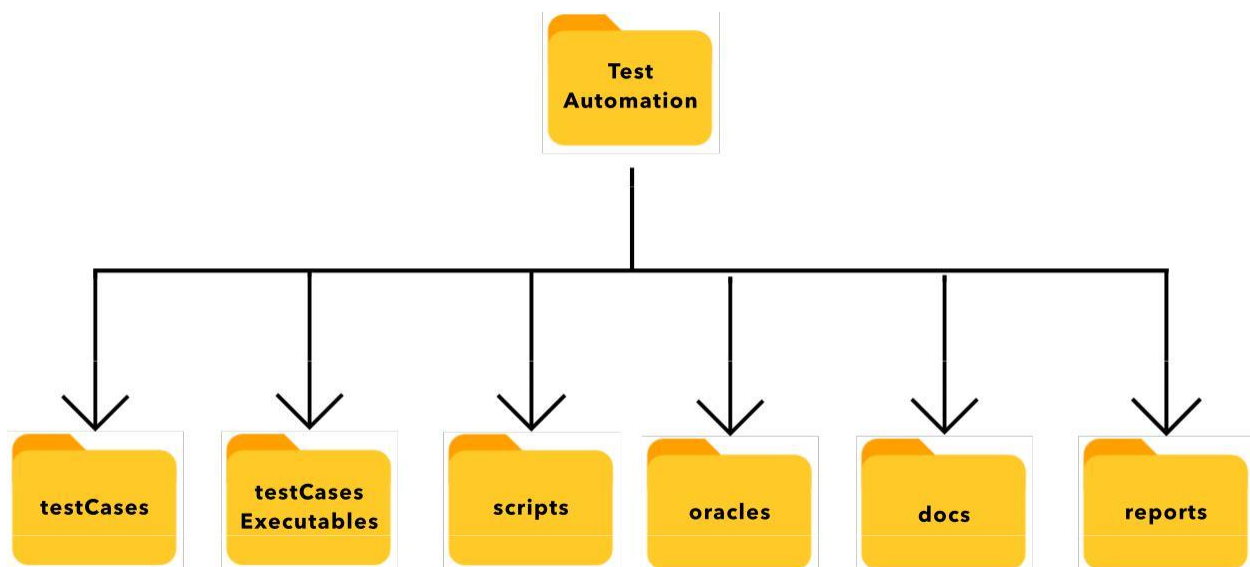 Test
Automation
testCases
testCases
Executables
scripts
oracles
docs
reports